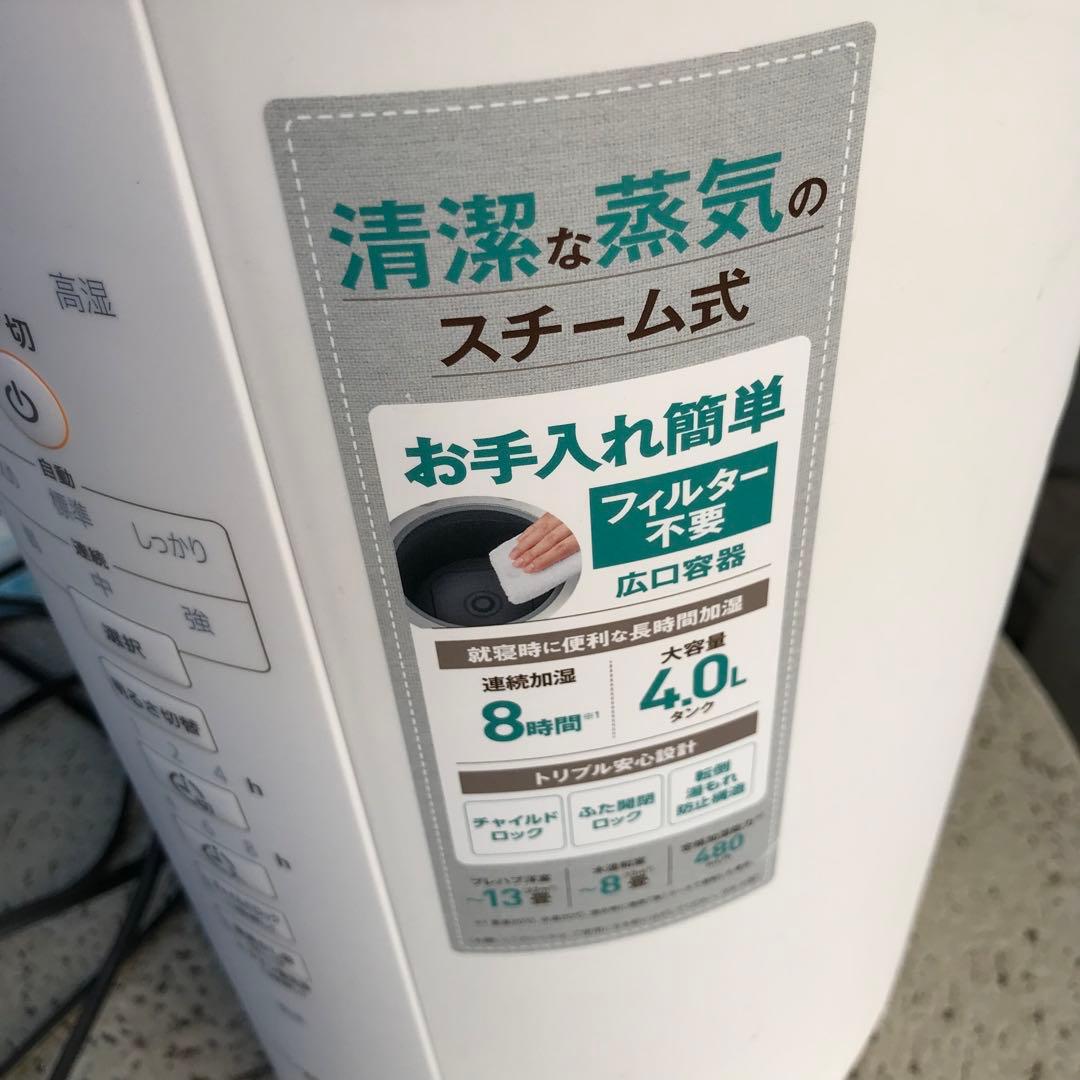 高湿
切
自動
標準
しっかり
連続
中
強
選択
明るさ切替
2 4 h
6 8 h
清潔な蒸気の
スチーム式
お手入れ簡単
フィルター
不要
広口容器
就寝時に便利な長時間加湿
連続加湿
8時間※1
大容量
4.0L
タンク
トリプル安心設計
チャイルド
ロック
ふた開閉
ロック
転倒
湯もれ
防止構造
プレハブ洋室
~13畳
木造和室
~8畳
480